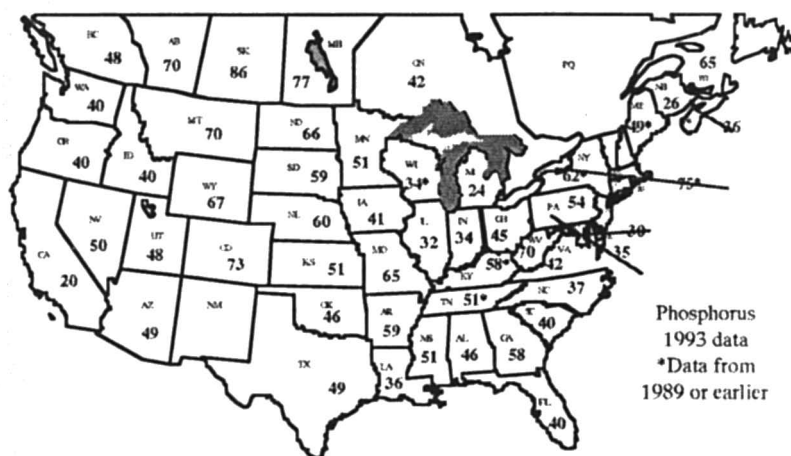 BC
48
AB
70
SK
86
MB
77
ON
42
PQ
65
NB
26
26
WA
40
MT
70
ND
66
MN
51
ME
49*
OR
40
ID
40
SD
59
WI
34*
MI
24
NY
62*
75*
WY
67
IA
41
PA
54
NV
50
UT
48
CO
73
60
IL
32
IN
34
OH
45
WV
70
VA
42
30
35
CA
20
KS
51
MO
65
KY
58*
NC
37
AZ
49
NM
OK
46
AR
59
TN
51*
40
TX
49
LA
36
MS
51
AL
46
GA
58
FL
40
Phosphorus
1993 data
*Data from
1989 or earlier